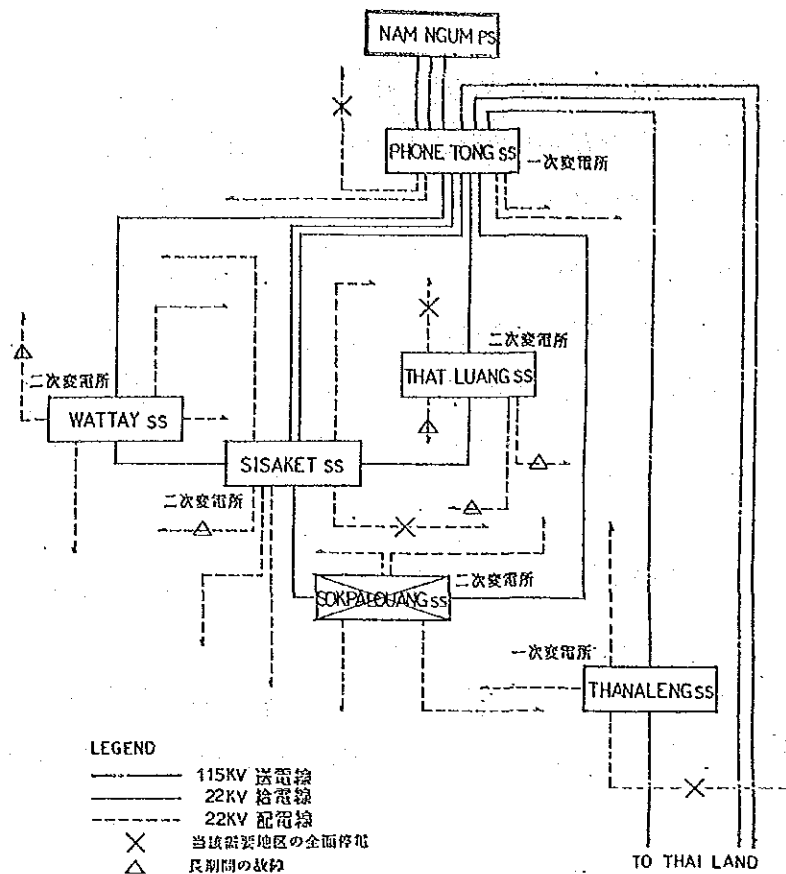 NAM NGUM PS
PHONE TONG SS
一次変電所
二次変電所
THAT LUANG SS
二次変電所
WATTAY SS
SISAKET SS
二次変電所
二次変電所
SOKPALOUANG SS
一次変電所
THANALENG SS
LEGEND
115KV 送電線
22KV 給電線
22KV 配電線
当該需要地区の全面停電
長期間の故障
TO THAI LAND